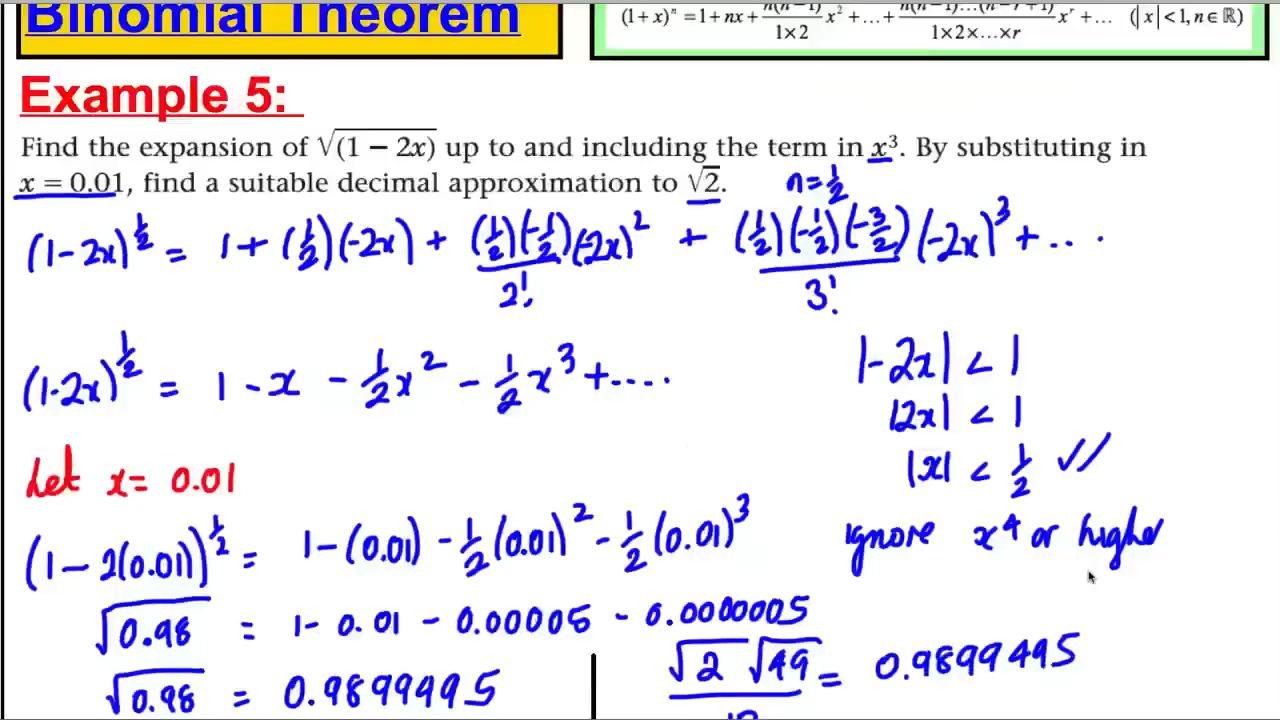 Binomial Theorem
(1+x)ⁿ = 1 + nx + n(n−1)/1×2 x² + ... + n(n−1)...(n−r+1)/1×2×...×r xʳ + ... (|x| < 1, n ∈ ℝ)
Example 5:
Find the expansion of √(1 − 2x) up to and including the term in x³. By substituting in
x = 0.01, find a suitable decimal approximation to √2.
n = 1/2
(1-2x)^½ = 1 + (½)(-2x) + (½)(-½)/2! (-2x)² + (½)(-½)(-3/2)/3! (-2x)³ + ....
(1-2x)^½ = 1 - x - ½x² - ½x³ + ....
|-2x| < 1
|2x| < 1
|x| < ½ ✓✓
Let x = 0.01
(1 - 2(0.01))^½ = 1 - (0.01) - ½(0.01)² - ½(0.01)³
ignore x⁴ or higher
√0.98 = 1 - 0.01 - 0.00005 - 0.0000005
√0.98 = 0.9899495
√2 √49 = 0.9899495